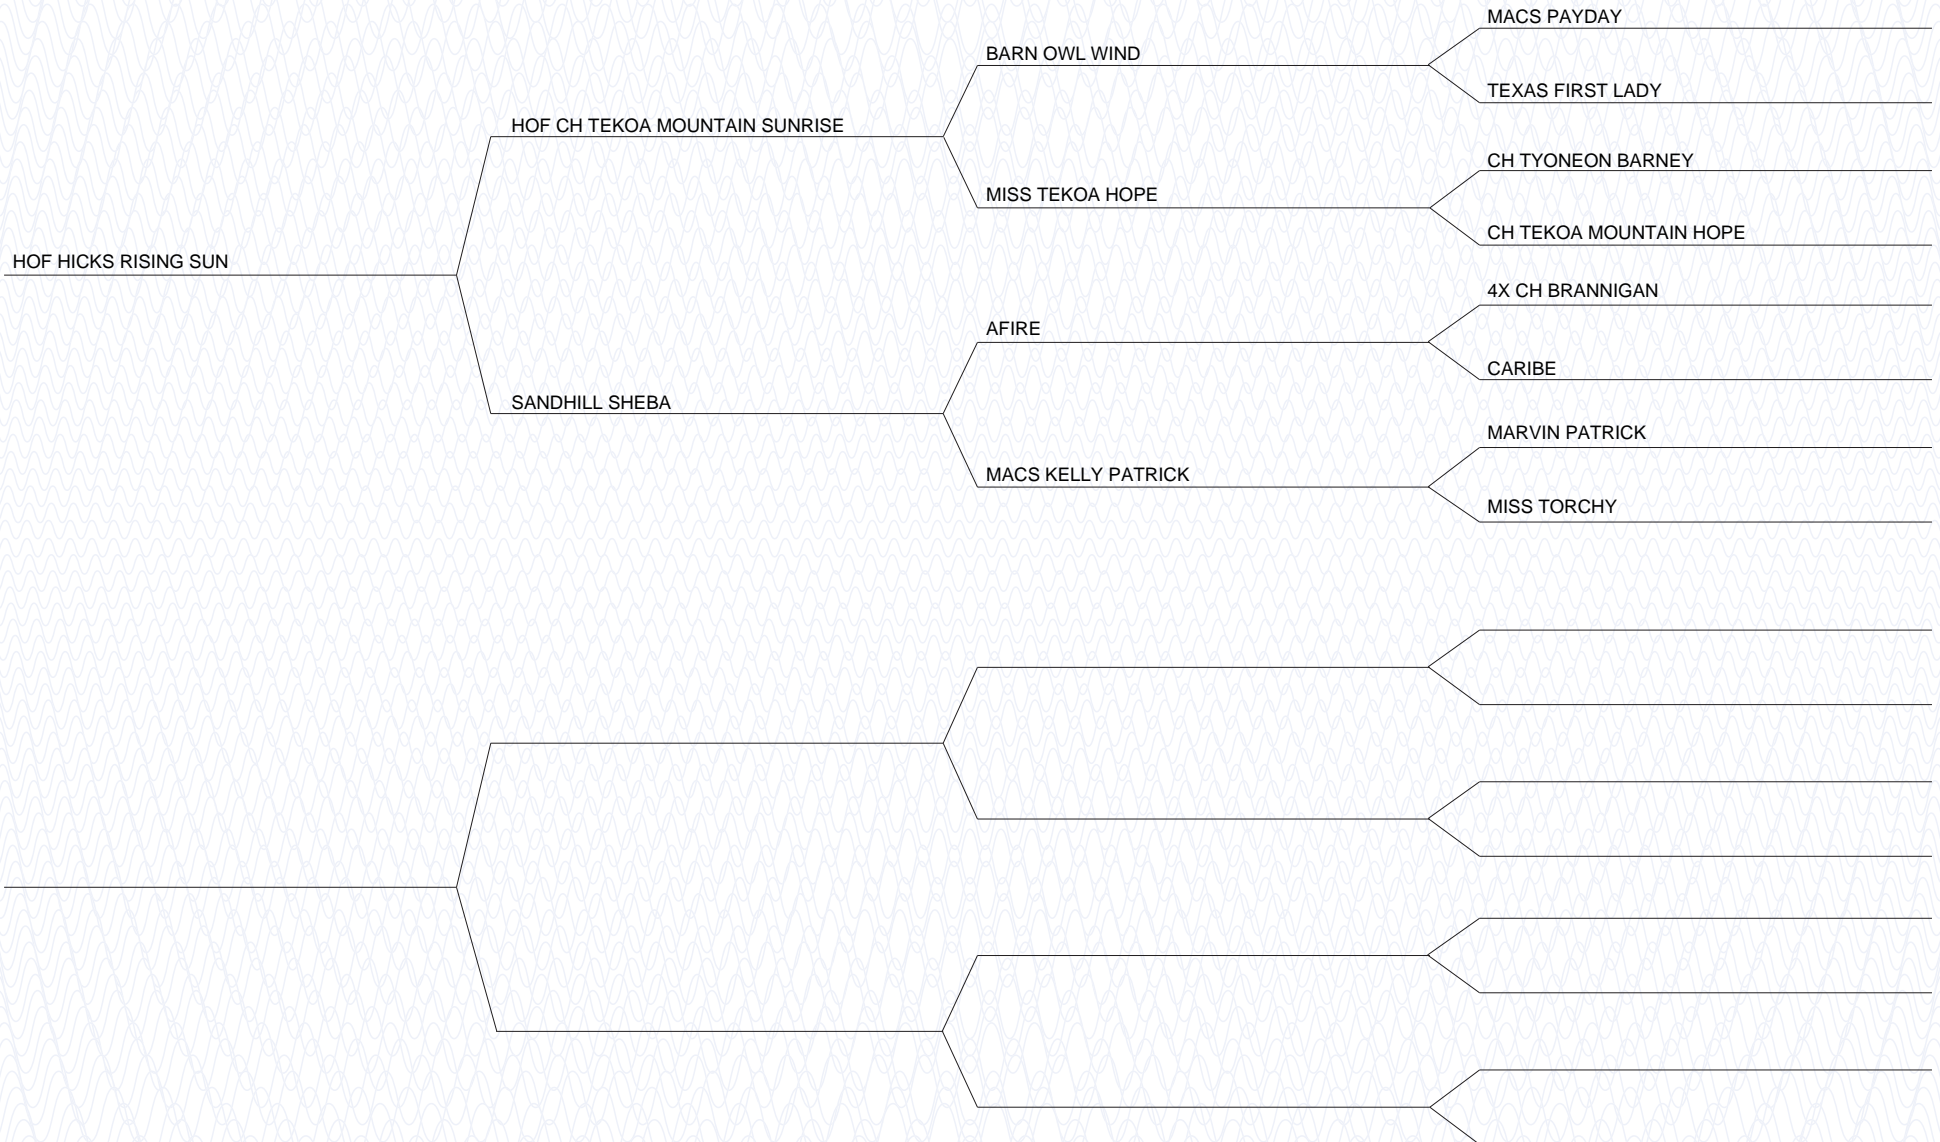 MACS PAYDAY
BARN OWL WIND
TEXAS FIRST LADY
HOF CH TEKOA MOUNTAIN SUNRISE
CH TYONEON BARNEY
MISS TEKOA HOPE
CH TEKOA MOUNTAIN HOPE
HOF HICKS RISING SUN
4X CH BRANNIGAN
AFIRE
CARIBE
SANDHILL SHEBA
MARVIN PATRICK
MACS KELLY PATRICK
MISS TORCHY